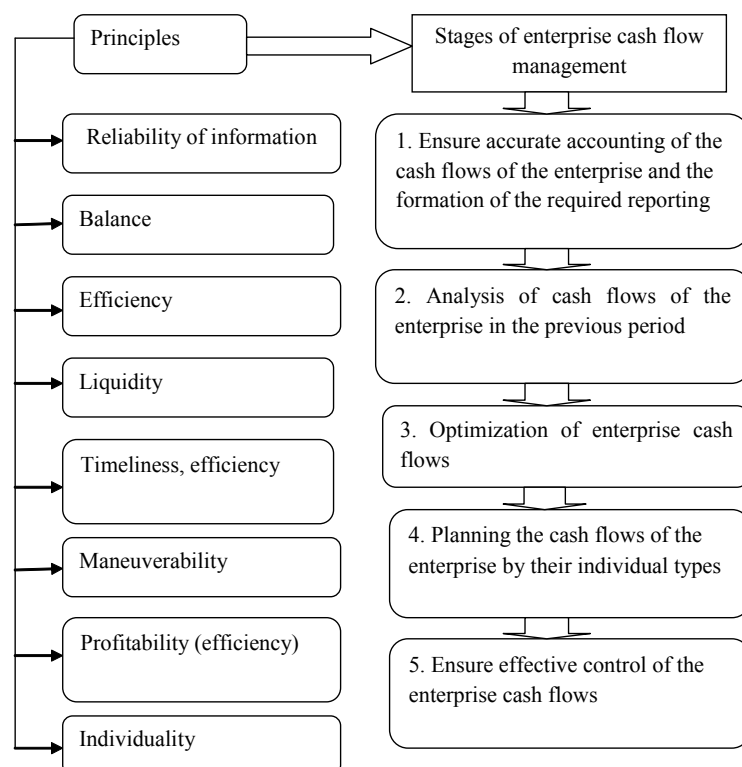 Principles
Stages of enterprise cash flow
management
Reliability of information
Balance
Efficiency
Liquidity
Timeliness, efficiency
Maneuverability
Profitability (efficiency)
Individuality
1. Ensure accurate accounting of the
cash flows of the enterprise and the
formation of the required reporting
2. Analysis of cash flows of the
enterprise in the previous period
3. Optimization of enterprise cash
flows
4. Planning the cash flows of the
enterprise by their individual types
5. Ensure effective control of the
enterprise cash flows